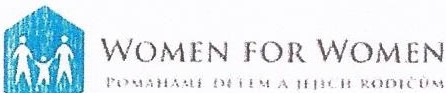 WOMEN FOR WOMEN
POMÁHÁME DĚTEM A JEJICH RODIČŮM